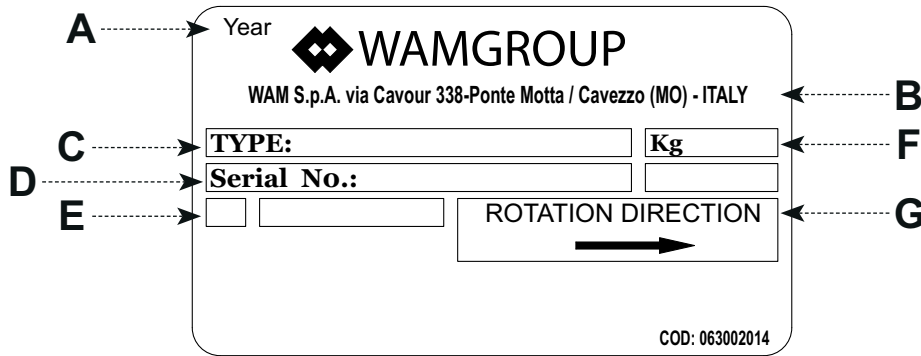 A Year
WAMGROUP
WAM S.p.A. via Cavour 338-Ponte Motta / Cavezzo (MO) - ITALY B
C TYPE: Kg F
D Serial No.:
E ROTATION DIRECTION G
COD: 063002014